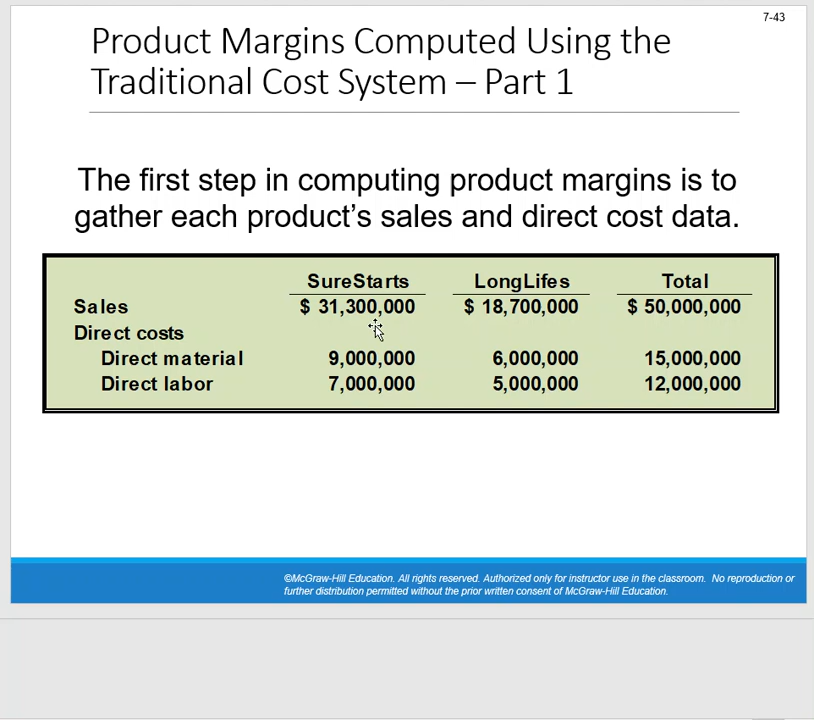 7-43
Product Margins Computed Using the
Traditional Cost System – Part 1
The first step in computing product margins is to
gather each product’s sales and direct cost data.
SureStarts LongLifes Total
Sales $ 31,300,000 $ 18,700,000 $ 50,000,000
Direct costs
Direct material 9,000,000 6,000,000 15,000,000
Direct labor 7,000,000 5,000,000 12,000,000
©McGraw-Hill Education. All rights reserved. Authorized only for instructor use in the classroom. No reproduction or
further distribution permitted without the prior written consent of McGraw-Hill Education.